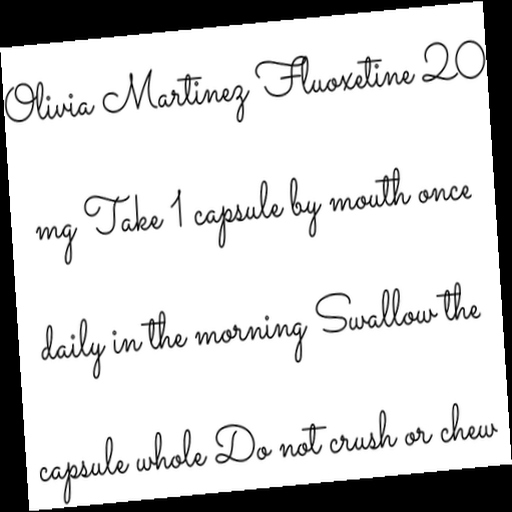 Olivia Martinez Fluoxetine 20
mg Take 1 capsule by mouth once
daily in the morning Swallow the
capsule whole Do not crush or chew